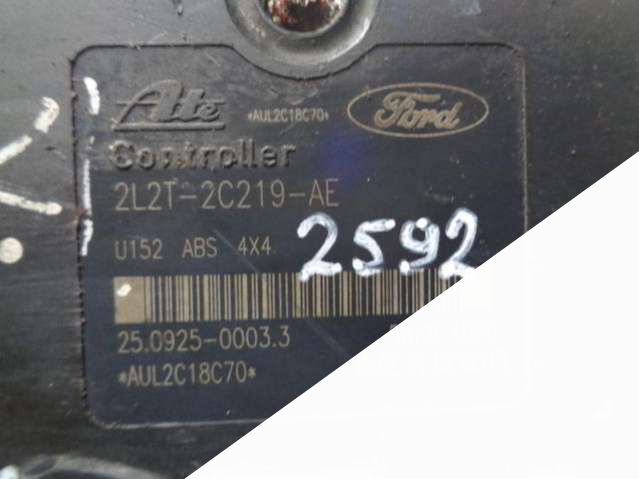 Ate *AUL2C18C70* Ford
Controller
2L2T-2C219-AE
U152 ABS 4X4
2592
25.0925-0003.3
*AUL2C18C70*